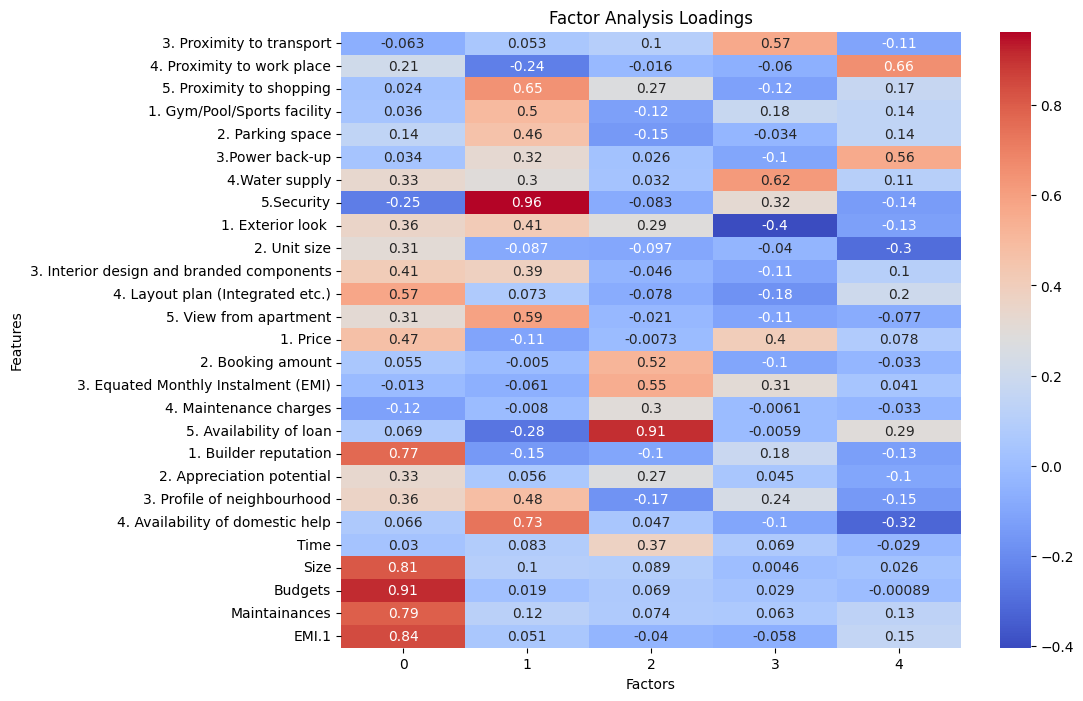 Factor Analysis Loadings
3. Proximity to transport -0.063 0.053 0.1 0.57 -0.11
4. Proximity to work place 0.21 -0.24 -0.016 -0.06 0.66
5. Proximity to shopping 0.024 0.65 0.27 -0.12 0.17
1. Gym/Pool/Sports facility 0.036 0.5 -0.12 0.18 0.14
2. Parking space 0.14 0.46 -0.15 -0.034 0.14
3.Power back-up 0.034 0.32 0.026 -0.1 0.56
4.Water supply 0.33 0.3 0.032 0.62 0.11
5.Security -0.25 0.96 -0.083 0.32 -0.14
1. Exterior look 0.36 0.41 0.29 -0.4 -0.13
2. Unit size 0.31 -0.087 -0.097 -0.04 -0.3
3. Interior design and branded components 0.41 0.39 -0.046 -0.11 0.1
4. Layout plan (Integrated etc.) 0.57 0.073 -0.078 -0.18 0.2
5. View from apartment 0.31 0.59 -0.021 -0.11 -0.077
1. Price 0.47 -0.11 -0.0073 0.4 0.078
2. Booking amount 0.055 -0.005 0.52 -0.1 -0.033
3. Equated Monthly Instalment (EMI) -0.013 -0.061 0.55 0.31 0.041
4. Maintenance charges -0.12 -0.008 0.3 -0.0061 -0.033
5. Availability of loan 0.069 -0.28 0.91 -0.0059 0.29
1. Builder reputation 0.77 -0.15 -0.1 0.18 -0.13
2. Appreciation potential 0.33 0.056 0.27 0.045 -0.1
3. Profile of neighbourhood 0.36 0.48 -0.17 0.24 -0.15
4. Availability of domestic help 0.066 0.73 0.047 -0.1 -0.32
Time 0.03 0.083 0.37 0.069 -0.029
Size 0.81 0.1 0.089 0.0046 0.026
Budgets 0.91 0.019 0.069 0.029 -0.00089
Maintainances 0.79 0.12 0.074 0.063 0.13
EMI.1 0.84 0.051 -0.04 -0.058 0.15
0 1 2 3 4
Factors
Features
0.8
0.6
0.4
0.2
0.0
−0.2
−0.4